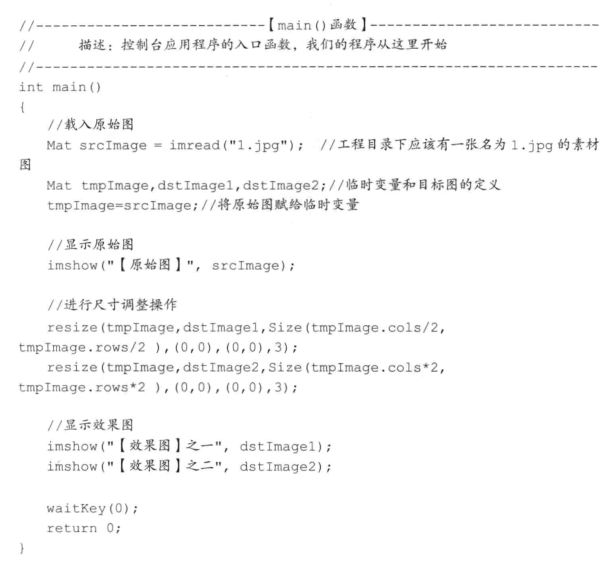 //-----------------------------【main()函数】-----------------------------
//      描述：控制台应用程序的入口函数，我们的程序从这里开始
//-----------------------------------------------------------------------
int main()
{
    //载入原始图
    Mat srcImage = imread("1.jpg");  //工程目录下应该有一张名为1.jpg的素材
图
    Mat tmpImage,dstImage1,dstImage2;//临时变量和目标图的定义
    tmpImage=srcImage;//将原始图赋给临时变量

    //显示原始图
    imshow("【原始图】", srcImage);

    //进行尺寸调整操作
    resize(tmpImage,dstImage1,Size(tmpImage.cols/2,
tmpImage.rows/2 ),(0,0),(0,0),3);
    resize(tmpImage,dstImage2,Size(tmpImage.cols*2,
tmpImage.rows*2 ),(0,0),(0,0),3);

    //显示效果图
    imshow("【效果图】之一", dstImage1);
    imshow("【效果图】之二", dstImage2);

    waitKey(0);
    return 0;
}